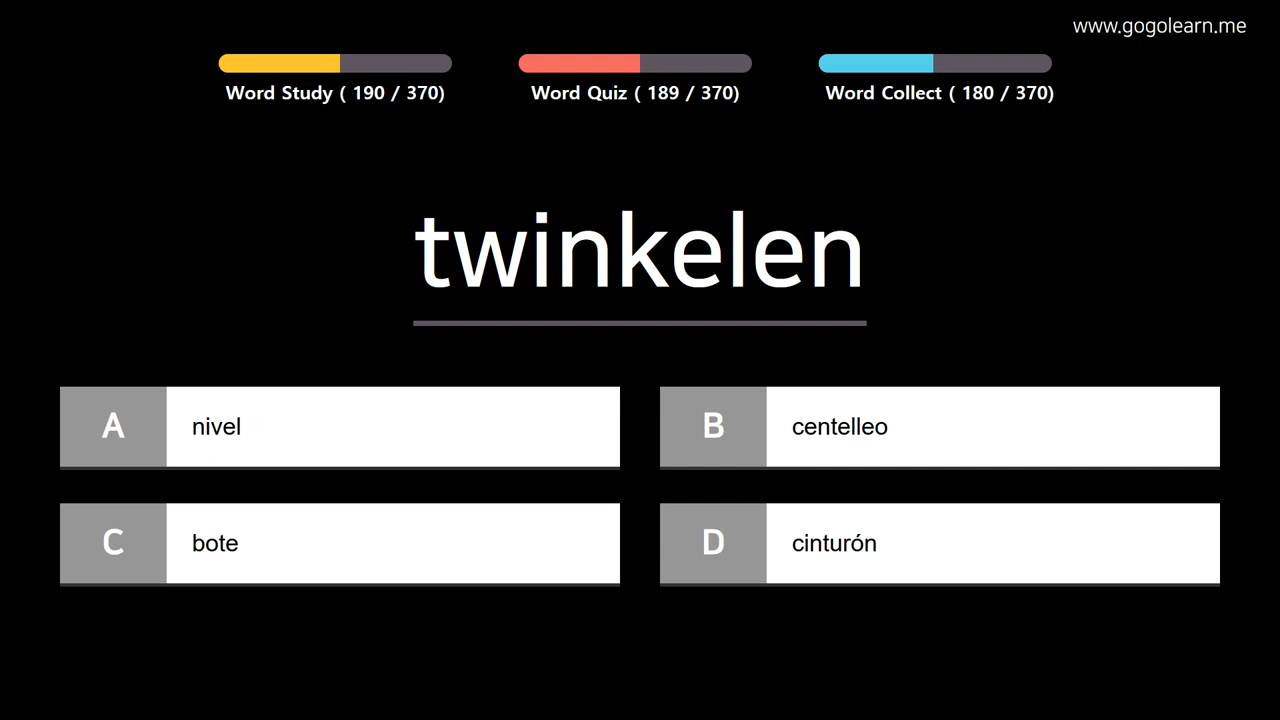 www.gogolearn.me
Word Study ( 190 / 370)
Word Quiz ( 189 / 370)
Word Collect ( 180 / 370)
twinkelen
A nivel
B centelleo
C bote
D cinturón